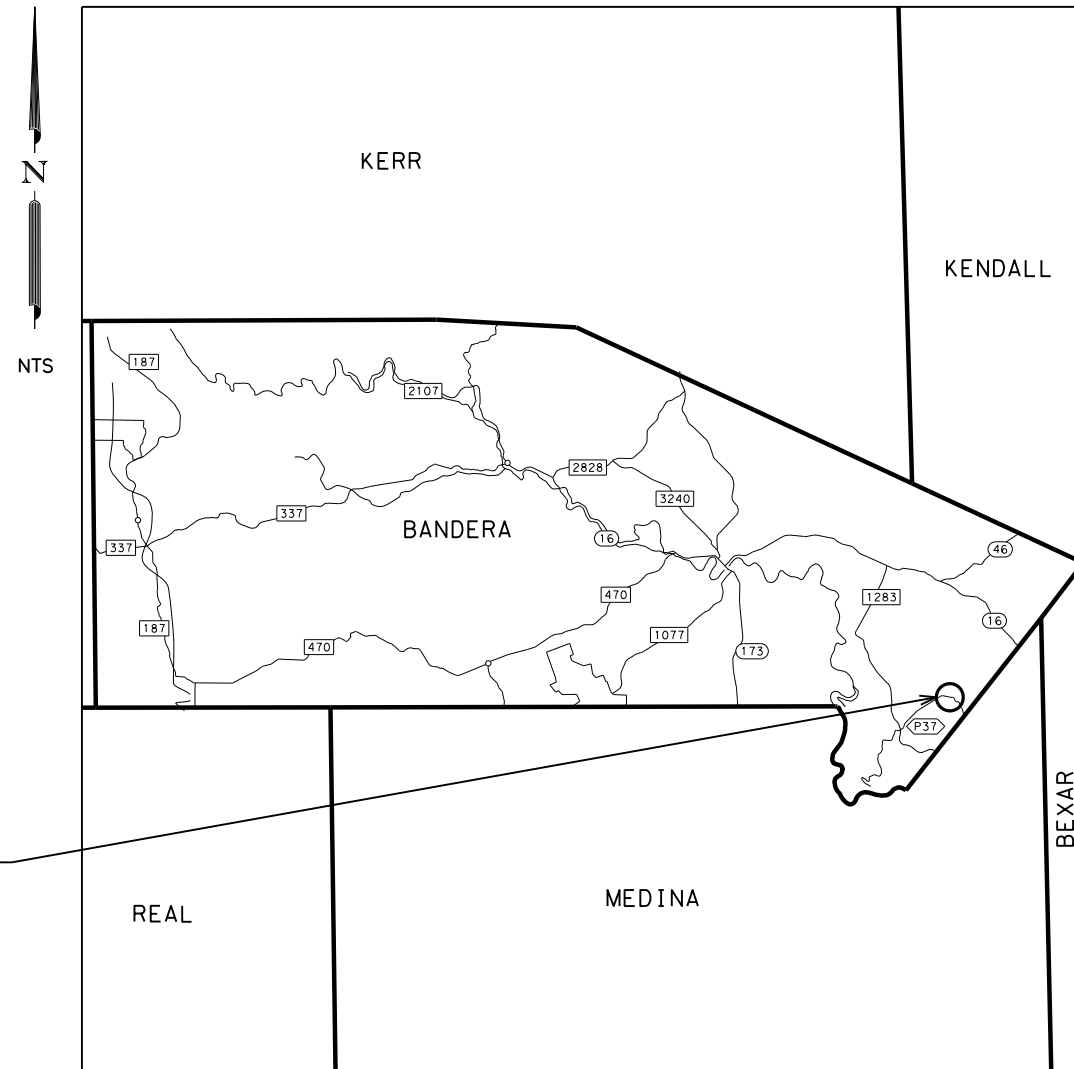 KERR
N
KENDALL
NTS
187
2107
2828
3240
337
BANDERA
16
337
46
470
1283
187
1077
16
470
173
P37
BEXAR
MEDINA
REAL